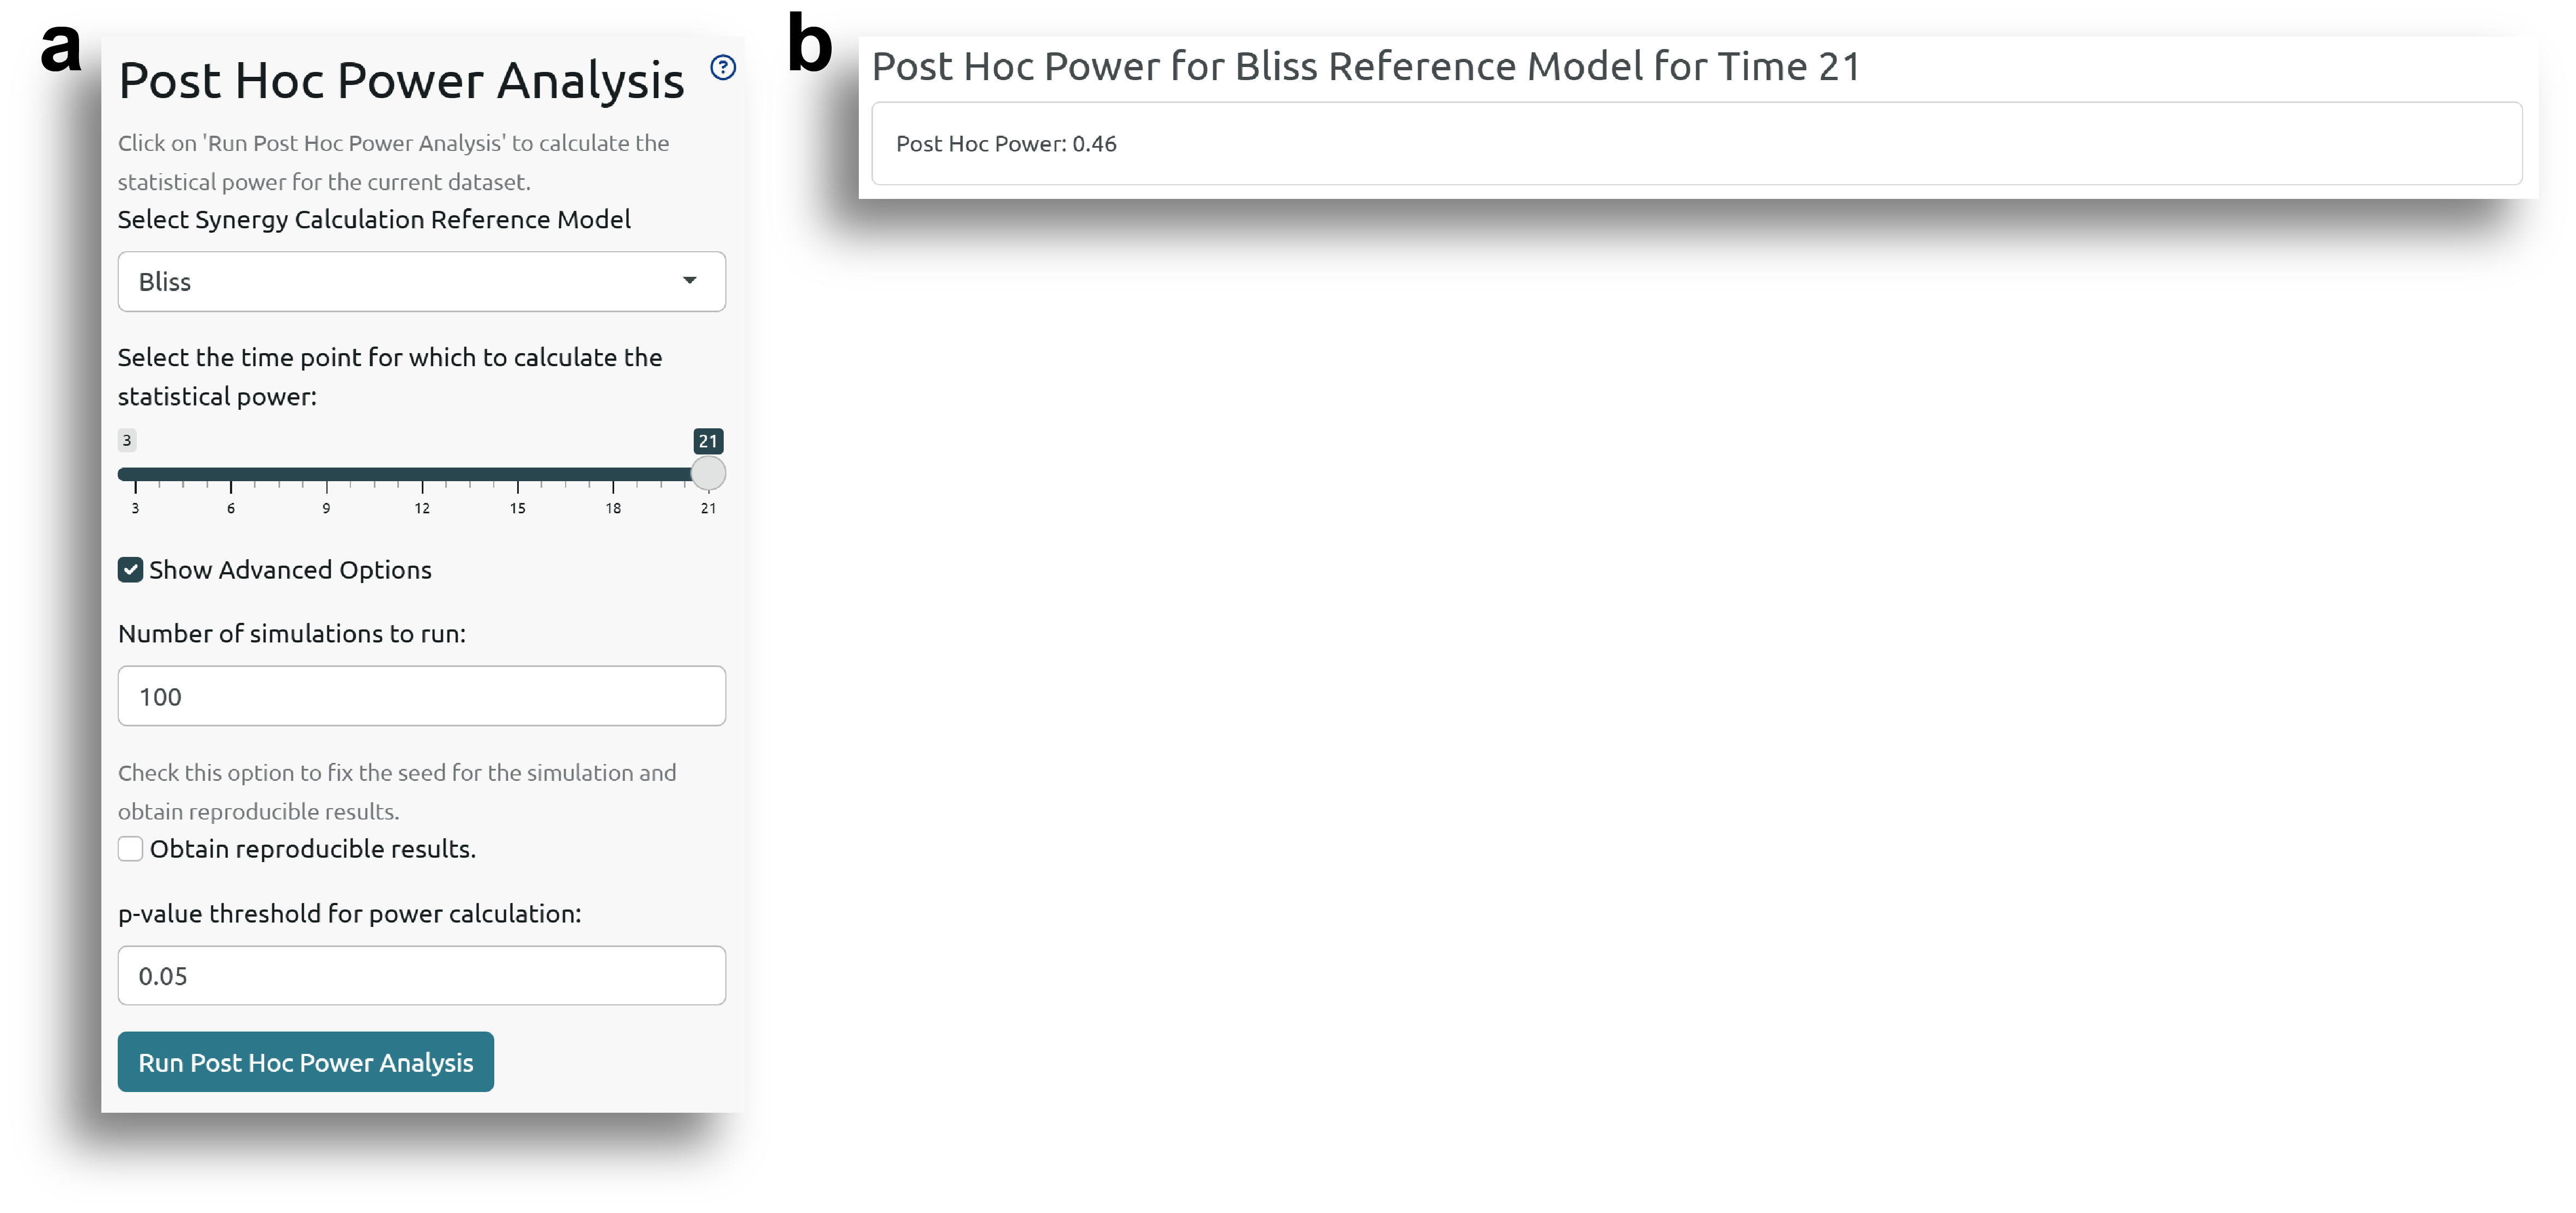 a
Post Hoc Power Analysis
?
Click on 'Run Post Hoc Power Analysis' to calculate the
statistical power for the current dataset.
Select Synergy Calculation Reference Model
Bliss
Select the time point for which to calculate the
statistical power:
3 21
3 6 9 12 15 18 21
Show Advanced Options
Number of simulations to run:
100
Check this option to fix the seed for the simulation and
obtain reproducible results.
Obtain reproducible results.
p-value threshold for power calculation:
0.05
Run Post Hoc Power Analysis
b
Post Hoc Power for Bliss Reference Model for Time 21
Post Hoc Power: 0.46